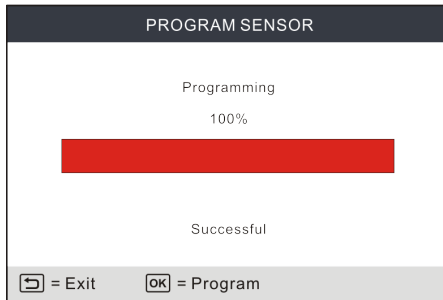 PROGRAM SENSOR
Programming
100%
Successful
= Exit OK = Program